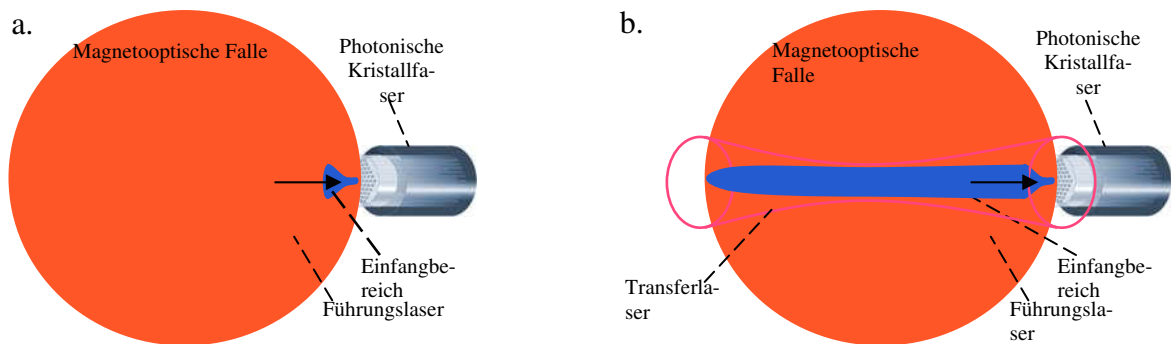 a.
Magnetooptische Falle
Photonische
Kristallfa-
ser
Einfangbe-
reich
Führungslaser
b.
Magnetooptische
Falle
Photonische
Kristallfa-
ser
Transferla-
ser
Einfangbe-
reich
Führungsla-
ser